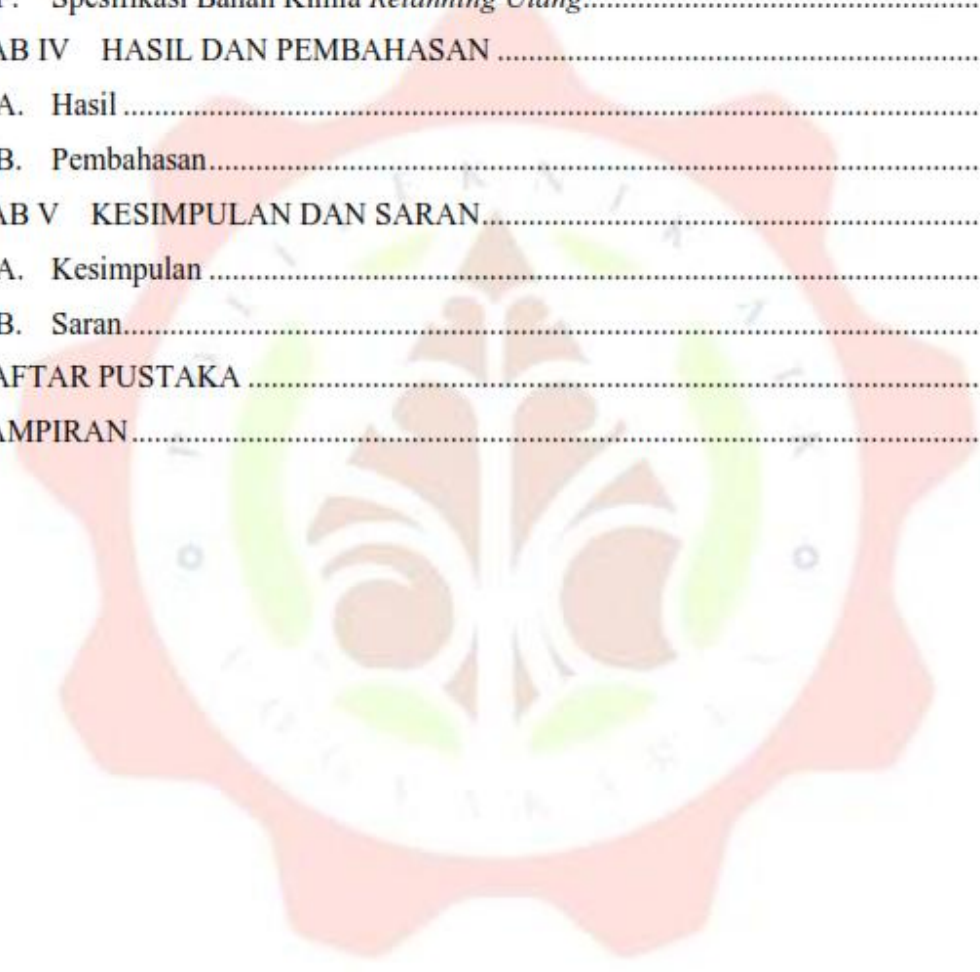 Spesifikasi Bahan Kimia Retanning Ulang........................................
AB IV HASIL DAN PEMBAHASAN ........................................
A. Hasil ........................................
B. Pembahasan........................................
AB V KESIMPULAN DAN SARAN........................................
A. Kesimpulan ........................................
B. Saran........................................
AFTAR PUSTAKA ........................................
AMPIRAN........................................